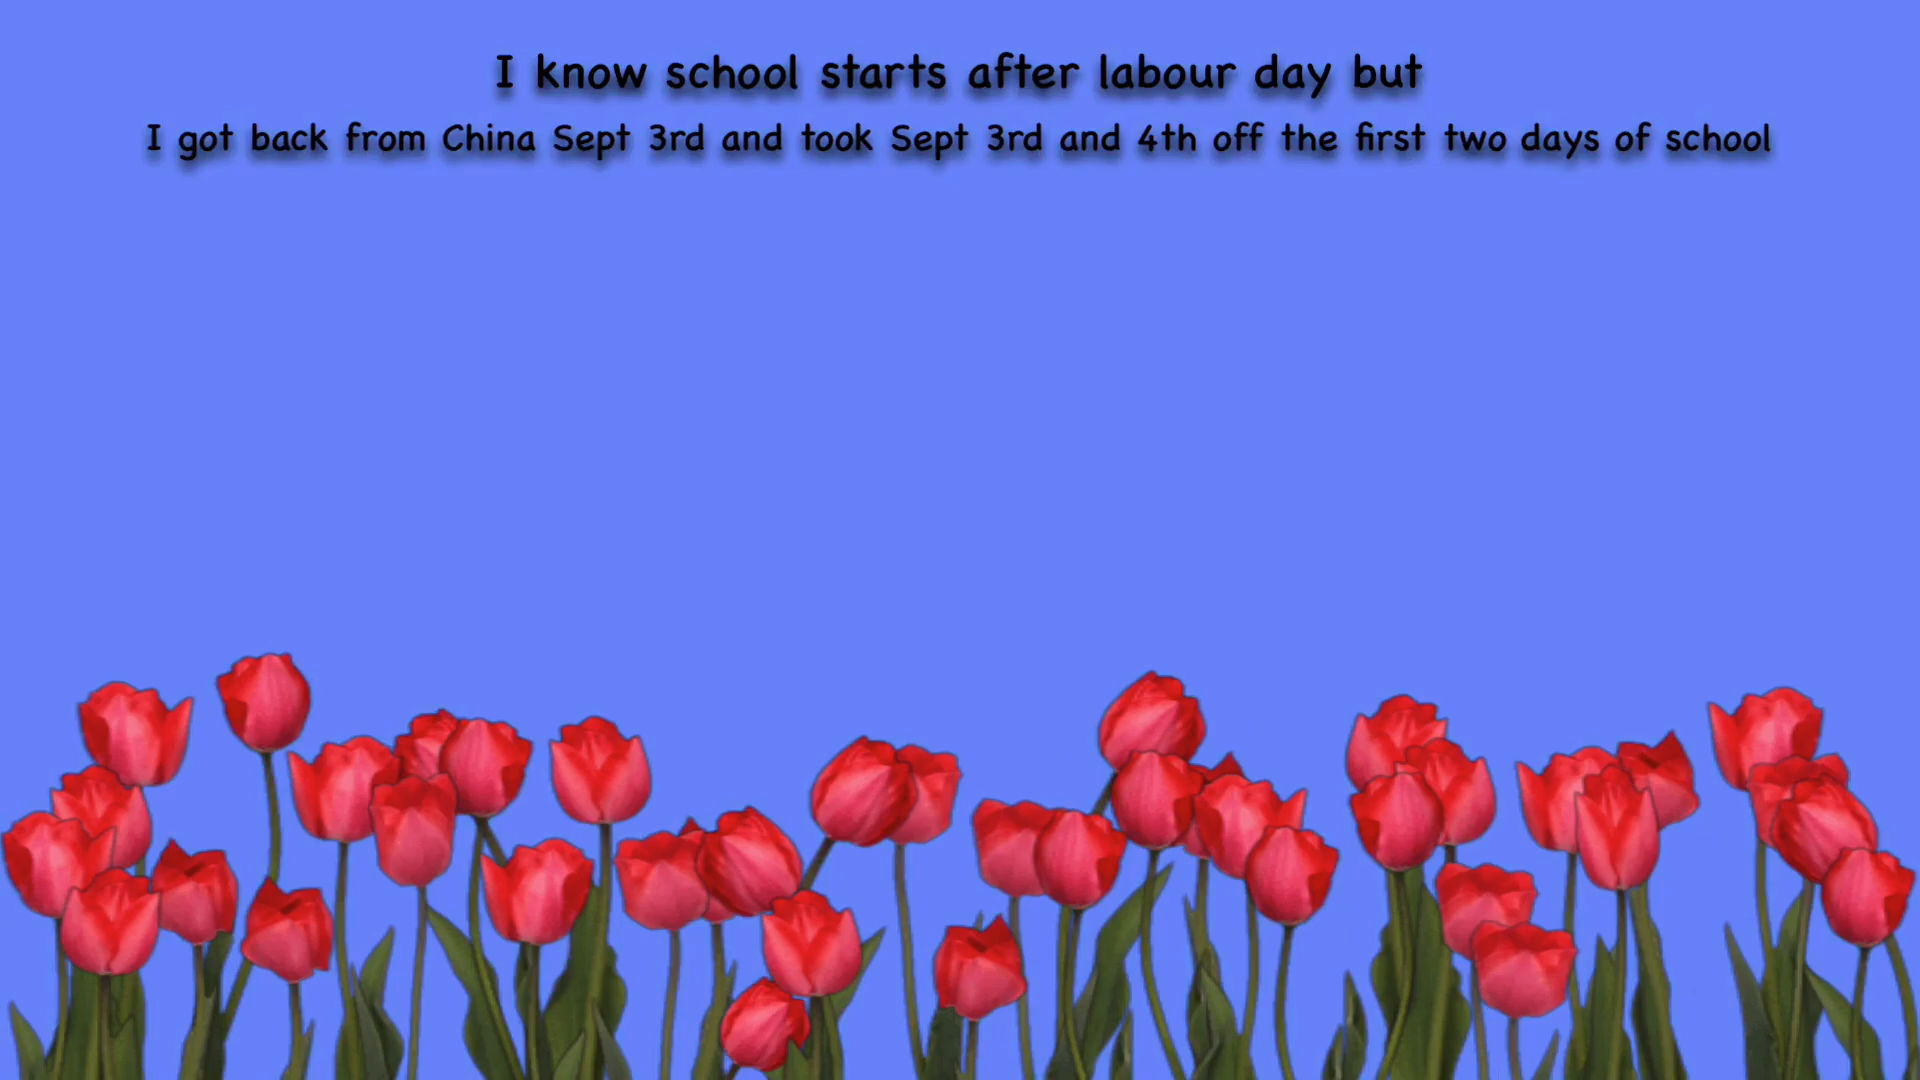 I know school starts after labour day but
I got back from China Sept 3rd and took Sept 3rd and 4th off the first two days of school